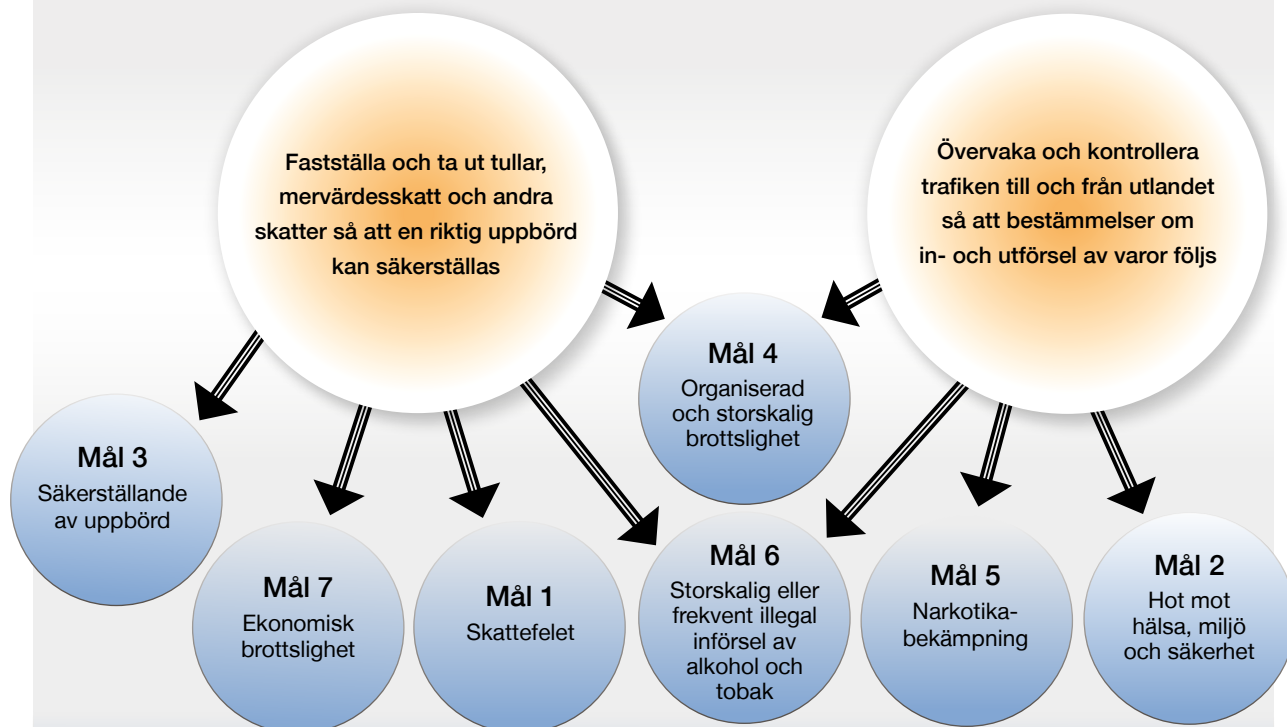 Fastställa och ta ut tullar,
mervärdesskatt och andra
skatter så att en riktig uppbörd
kan säkerställas
Övervaka och kontrollera
trafiken till och från utlandet
så att bestämmelser om
in- och utförsel av varor följs
Mål 4
Organiserad
och storskalig
brottslighet
Mål 3
Säkerställande
av uppbörd
Mål 7
Ekonomisk
brottslighet
Mål 1
Skattefelet
Mål 6
Storskalig eller
frekvent illegal
införsel av
alkohol och
tobak
Mål 5
Narkotika-
bekämpning
Mål 2
Hot mot
hälsa, miljö
och säkerhet